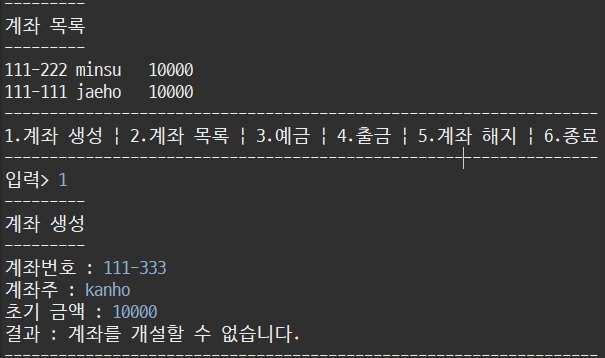 ---------
계좌 목록
---------
111-222 minsu   10000
111-111 jaeho   10000
------------------------------------------------------------------
1.계좌 생성 ¦ 2.계좌 목록 ¦ 3.예금 ¦ 4.출금 ¦ 5.계좌 해지 ¦ 6.종료
------------------------------------------------------------------
입력> 1
---------
계좌 생성
---------
계좌번호 : 111-333
계좌주 : kanho
초기 금액 : 10000
결과 : 계좌를 개설할 수 없습니다.
------------------------------------------------------------------